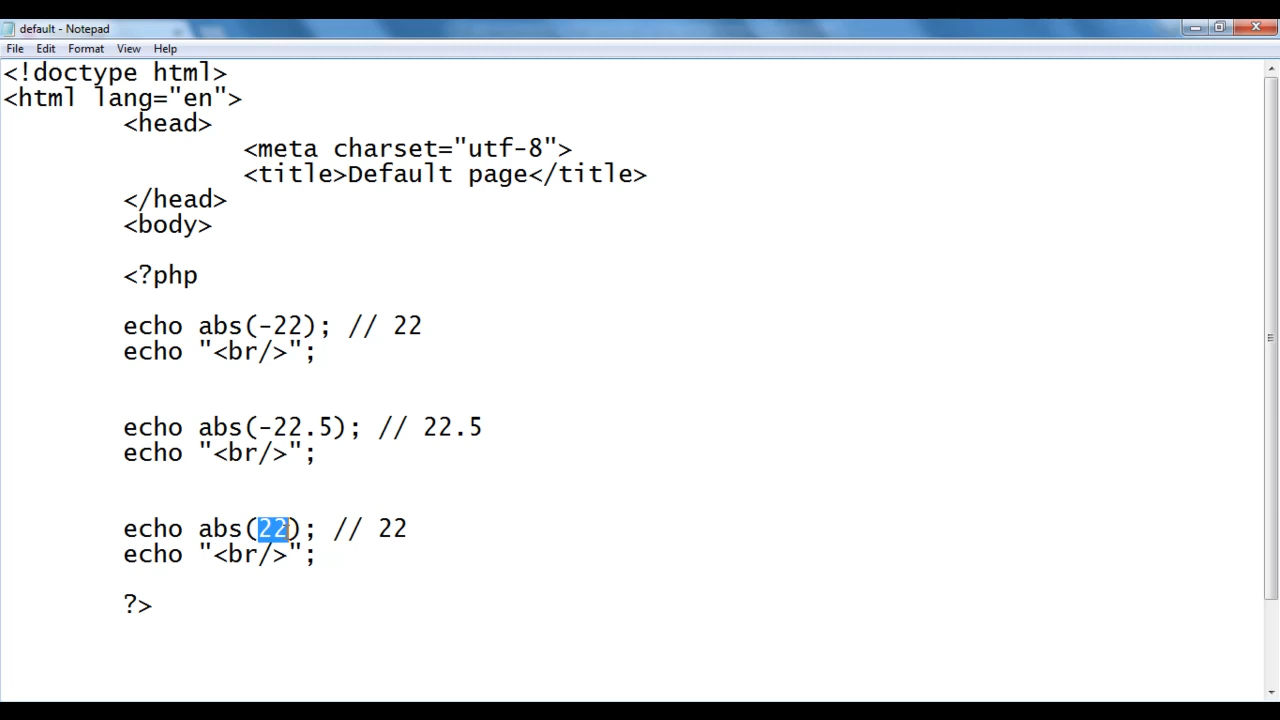 default - Notepad
File Edit Format View Help
<!doctype html>
<html lang="en">
<head>
<meta charset="utf-8">
<title>Default page</title>
</head>
<body>
<?php
echo abs(-22); // 22
echo "<br/>";
echo abs(-22.5); // 22.5
echo "<br/>";
echo abs(22); // 22
echo "<br/>";
?>